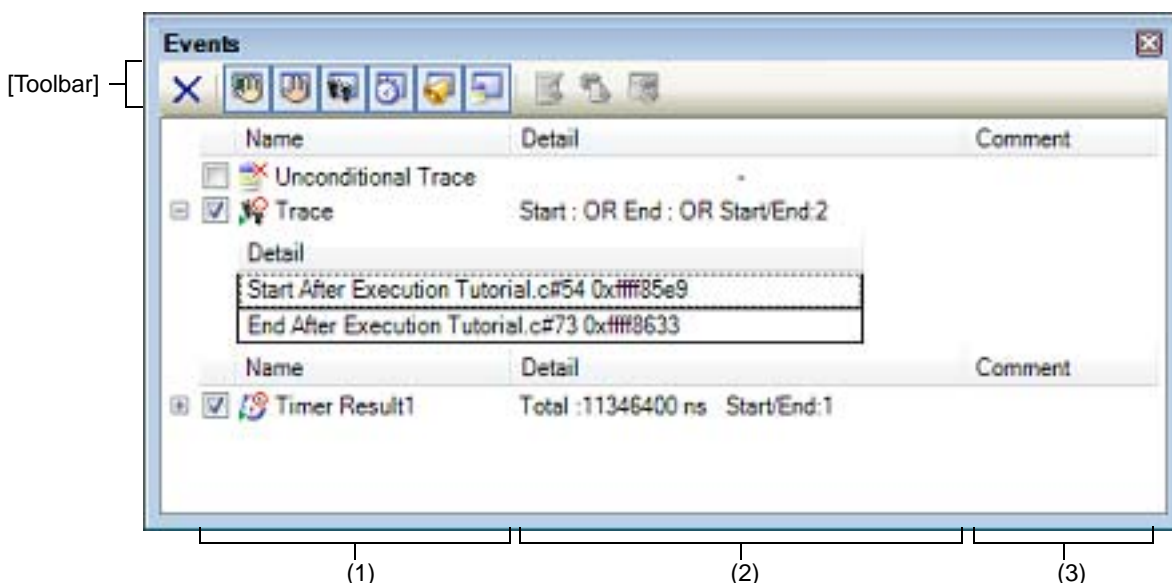 Events
[Toolbar]
Name Detail Comment
Unconditional Trace -
Trace Start : OR End : OR Start/End:2
Detail
Start After Execution Tutorial.c#54 0xffff85e9
End After Execution Tutorial.c#73 0xffff8633
Name Detail Comment
Timer Result1 Total :11346400 ns Start/End:1
(1) (2) (3)